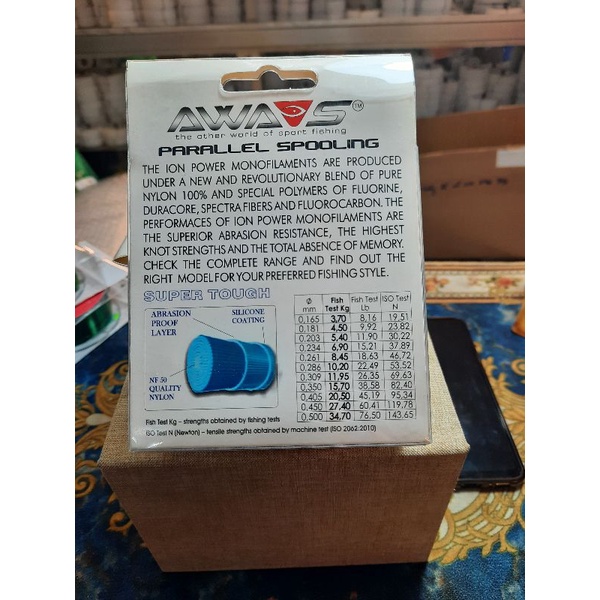 AWAS™
the other world of sport fishing
PARALLEL SPOOLING
THE ION POWER MONOFILAMENTS ARE PRODUCED
UNDER A NEW AND REVOLUTIONARY BLEND OF PURE
NYLON 100% AND SPECIAL POLYMERS OF FLUORINE,
DURACORE, SPECTRA FIBERS AND FLUOROCARBON. THE
PERFORMACES OF ION POWER MONOFILAMENTS ARE
THE SUPERIOR ABRASION RESISTANCE, THE HIGHEST
KNOT STRENGTHS AND THE TOTAL ABSENCE OF MEMORY.
CHECK THE COMPLETE RANGE AND FIND OUT THE
RIGHT MODEL FOR YOUR PREFERRED FISHING STYLE.
SUPER TOUGH
ABRASION PROOF LAYER
SILICONE COATING
NF 50 QUALITY NYLON
Ø mm Fish Test Kg Fish Test Lb ISO Test N
0,165 3,70 8,16 19,51
0,181 4,50 9,92 23,82
0,203 5,40 11,90 30,22
0,234 6,90 15,21 37,89
0,261 8,45 18,63 46,72
0,286 10,20 22,49 53,52
0,309 11,95 26,35 69,63
0,350 15,70 38,58 82,40
0,405 20,50 45,19 95,34
0,450 27,40 60,41 119,78
0,500 34,70 76,50 143,65
Fish Test Kg – strengths obtained by fishing tests
ISO Test N (Newton) – tensile strengths obtained by machine test (ISO 2062:2010)